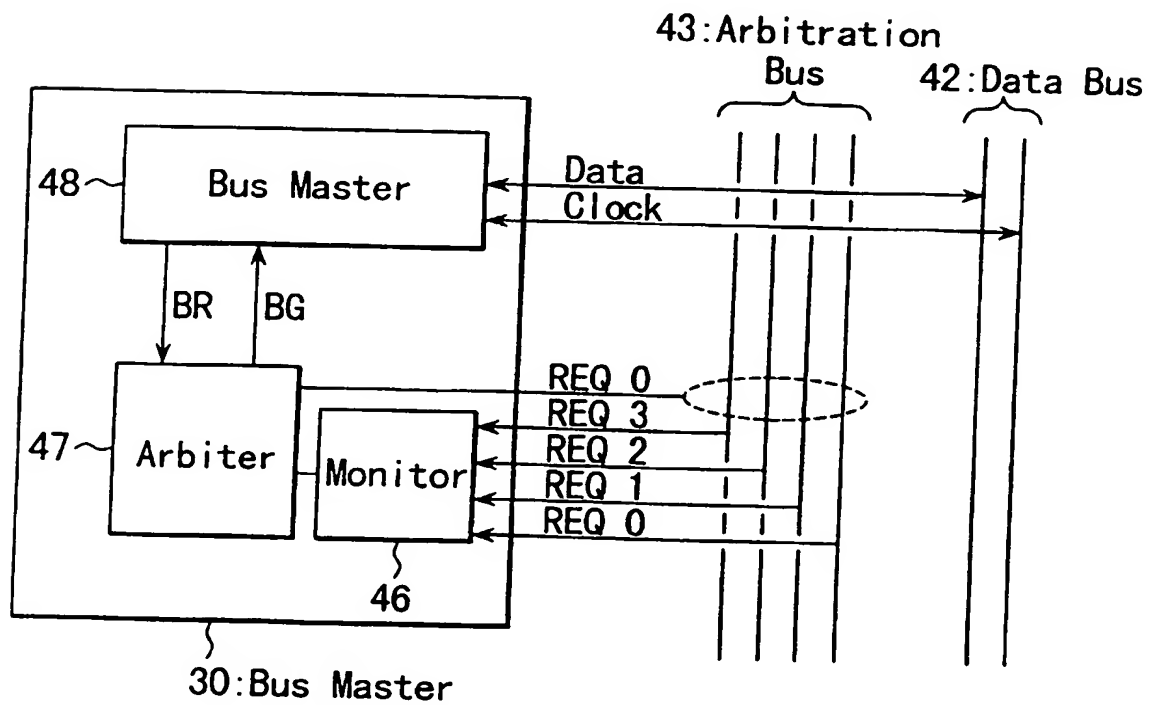 43:Arbitration
Bus
42:Data Bus
48
Bus Master
Data
Clock
BR
BG
REQ 0
REQ 3
47
Arbiter
Monitor
REQ 2
REQ 1
REQ 0
46
30:Bus Master